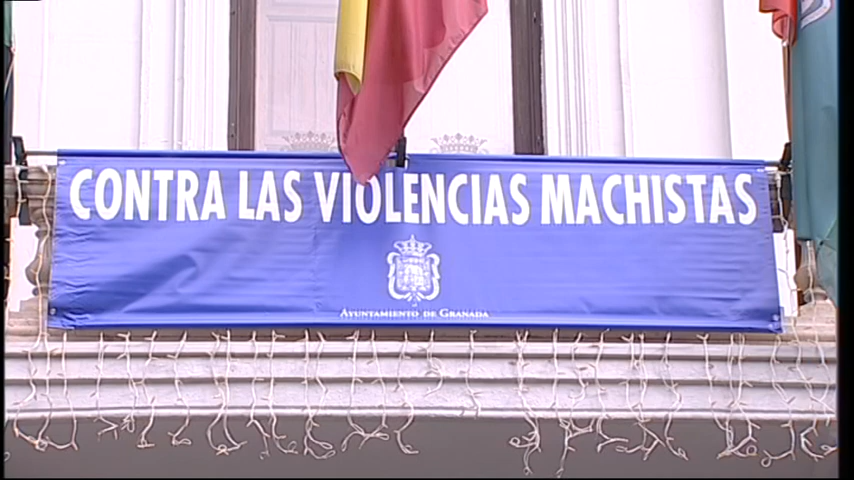 CONTRA LAS VIOLENCIAS MACHISTAS
AYUNTAMIENTO DE GRANADA